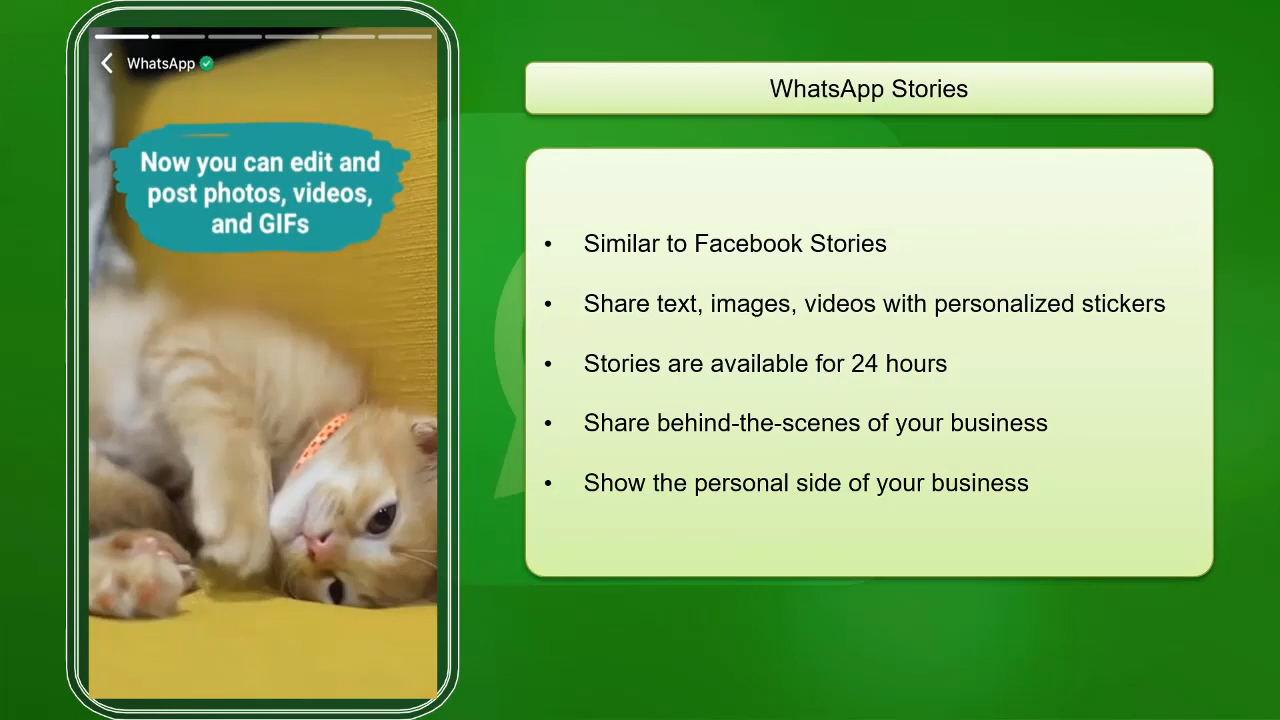 WhatsApp
Now you can edit and
post photos, videos,
and GIFs
WhatsApp Stories
• Similar to Facebook Stories
• Share text, images, videos with personalized stickers
• Stories are available for 24 hours
• Share behind-the-scenes of your business
• Show the personal side of your business